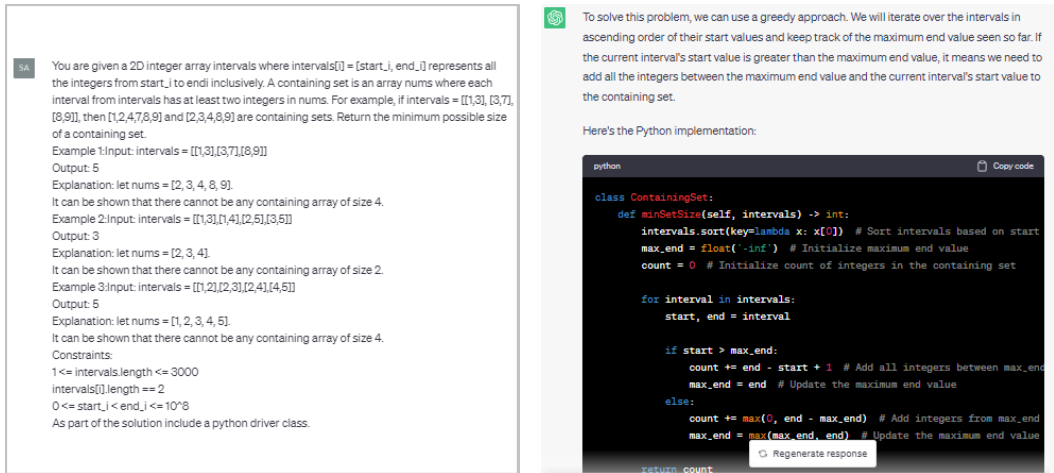 SA
You are given a 2D integer array intervals where intervals[i] = [start_i, end_i] represents all
the integers from start_i to endi inclusively. A containing set is an array nums where each
interval from intervals has at least two integers in nums. For example, if intervals = [[1,3], [3,7],
[8,9]], then [1,2,4,7,8,9] and [2,3,4,8,9] are containing sets. Return the minimum possible size
of a containing set.
Example 1:Input: intervals = [[1,3],[3,7],[8,9]]
Output: 5
Explanation: let nums = [2, 3, 4, 8, 9].
It can be shown that there cannot be any containing array of size 4.
Example 2:Input: intervals = [[1,3],[1,4],[2,5],[3,5]]
Output: 3
Explanation: let nums = [2, 3, 4].
It can be shown that there cannot be any containing array of size 2.
Example 3:Input: intervals = [[1,2],[2,3],[2,4],[4,5]]
Output: 5
Explanation: let nums = [1, 2, 3, 4, 5].
It can be shown that there cannot be any containing array of size 4.
Constraints:
1 <= intervals.length <= 3000
intervals[i].length == 2
0 <= start_i < end_i <= 10^8
As part of the solution include a python driver class.
To solve this problem, we can use a greedy approach. We will iterate over the intervals in
ascending order of their start values and keep track of the maximum end value seen so far. If
the current interval's start value is greater than the maximum end value, it means we need to
add all the integers between the maximum end value and the current interval's start value to
the containing set.
Here's the Python implementation:
python Copy code
class ContainingSet:
def minSetSize(self, intervals) -> int:
intervals.sort(key=lambda x: x[0]) # Sort intervals based on start
max_end = float('-inf') # Initialize maximum end value
count = 0 # Initialize count of integers in the containing set
for interval in intervals:
start, end = interval
if start > max_end:
count += end - start + 1 # Add all integers between max_end
max_end = end # Update the maximum end value
else:
count += max(0, end - max_end) # Add integers from max_end
max_end = max(max_end, end) # Update the maximum end value
Regenerate response
return count